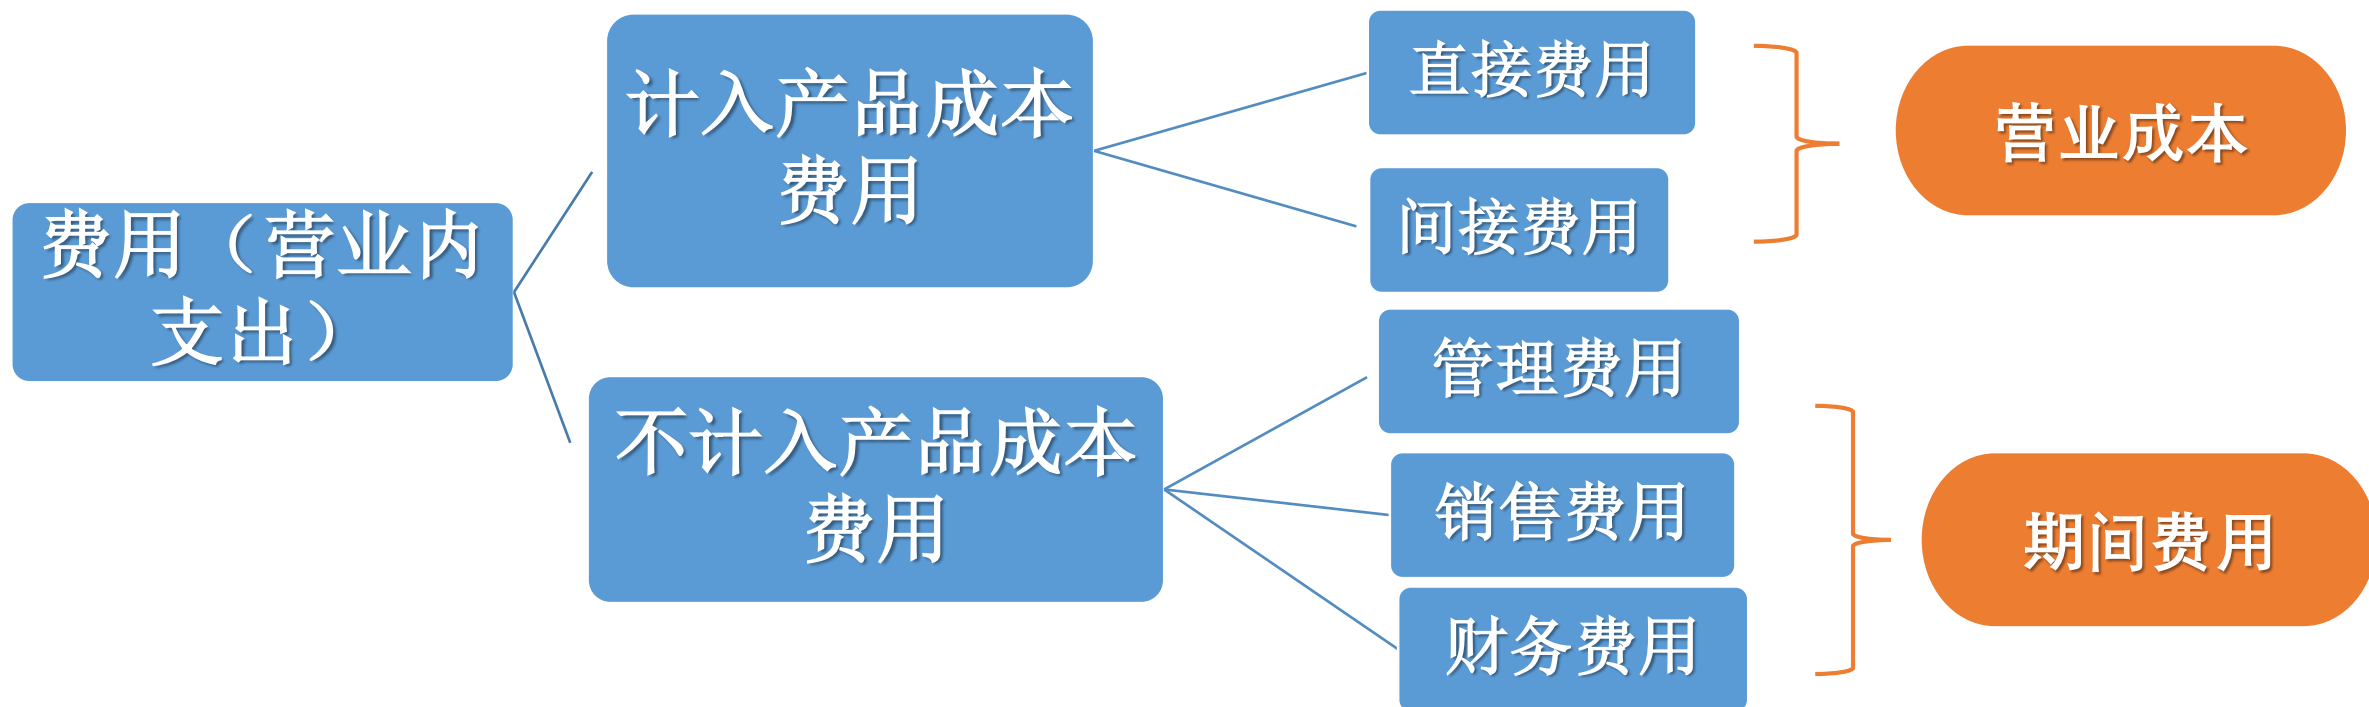 费用（营业内
支出）
计入产品成本
费用
不计入产品成本
费用
直接费用
间接费用
管理费用
销售费用
财务费用
营业成本
期间费用